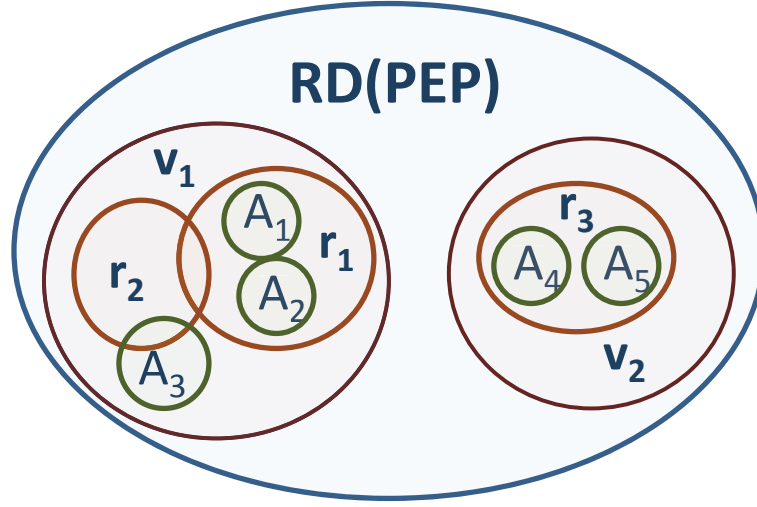 RD(PEP)
v₁
A₁
r₁
r₂
A₂
A₃
r₃
A₄
A₅
v₂